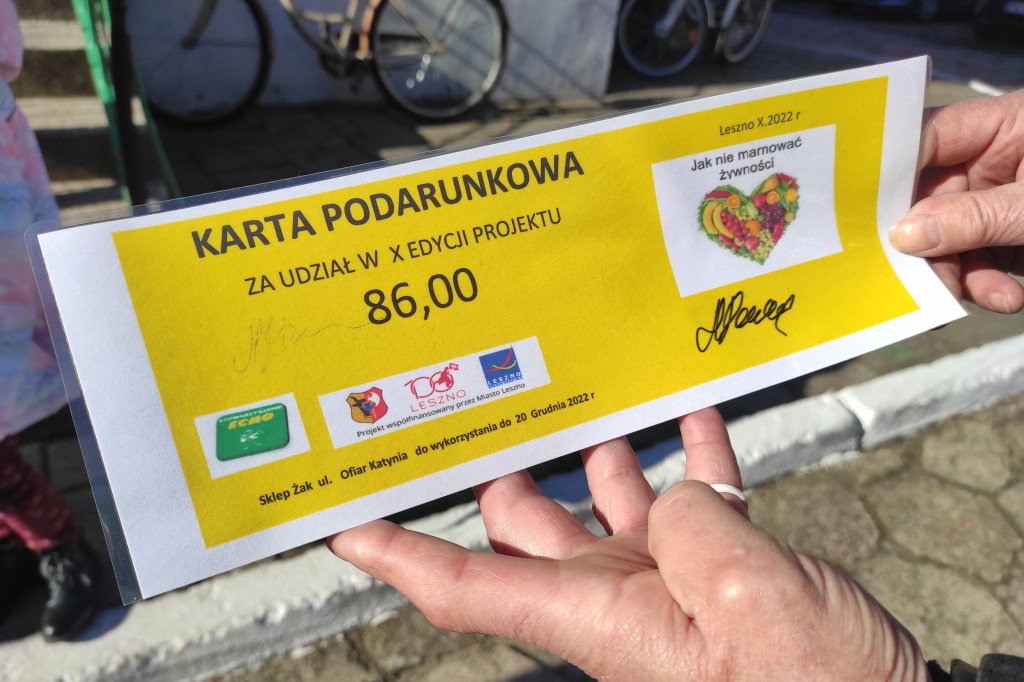 Leszno X.2022 r
Jak nie marnować
żywności
KARTA PODARUNKOWA
ZA UDZIAŁ W X EDYCJI PROJEKTU
86,00
STOWARZYSZENIE
ECHO
LESZNO
LESZNO
Projekt współfinansowany przez Miasto Leszno
Sklep Żak ul. Ofiar Katynia do wykorzystania do 20 Grudnia 2022 r